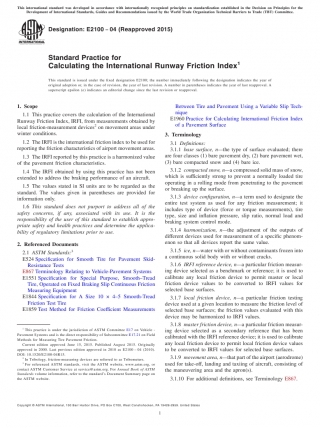 This international standard was developed in accordance with internationally recognized principles on standardization established in the Decision on Principles for the
Development of International Standards, Guides and Recommendations issued by the World Trade Organization Technical Barriers to Trade (TBT) Committee.
Designation: E2100 − 04 (Reapproved 2015)
INTERNATIONAL
Standard Practice for
Calculating the International Runway Friction Index1
This standard is issued under the fixed designation E2100; the number immediately following the designation indicates the year of
original adoption or, in the case of revision, the year of last revision. A number in parentheses indicates the year of last reapproval. A
superscript epsilon (ε) indicates an editorial change since the last revision or reapproval.
1. Scope
1.1 This practice covers the calculation of the International
Runway Friction Index, IRFI, from measurements obtained by
local friction-measurement devices2 on movement areas under
winter conditions.
1.2 The IRFI is the international index to be used for
reporting the friction characteristics of airport movement areas.
1.3 The IRFI reported by this practice is a harmonized value
of the pavement friction characteristics.
1.4 The IRFI obtained by using this practice has not been
extended to address the braking performance of an aircraft.
1.5 The values stated in SI units are to be regarded as the
standard. The values given in parentheses are provided for
information only.
1.6 This standard does not purport to address all of the
safety concerns, if any, associated with its use. It is the
responsibility of the user of this standard to establish appro-
priate safety and health practices and determine the applica-
bility of regulatory limitations prior to use.
2. Referenced Documents
2.1 ASTM Standards:3
E524 Specification for Smooth Tire for Pavement Skid-
Resistance Tests
E867 Terminology Relating to Vehicle-Pavement Systems
E1551 Specification for Special Purpose, Smooth-Tread
Tire, Operated on Fixed Braking Slip Continuous Friction
Measuring Equipment
E1844 Specification for A Size 10 × 4–5 Smooth-Tread
Friction Test Tire
E1859 Test Method for Friction Coefficient Measurements
1 This practice is under the jurisdiction of ASTM Committee E17 on Vehicle -
Pavement Systems and is the direct responsibility of Subcommittee E17.21 on Field
Methods for Measuring Tire Pavement Friction.
Current edition approved June 15, 2015. Published August 2015. Originally
approved in 2000. Last previous edition approved in 2010 as E2100 – 04 (2010).
DOI: 10.1520/E2100-04R15.
2 In Tribology, friction-measuring devices are referred to as Tribometers.
3 For referenced ASTM standards, visit the ASTM website, www.astm.org, or
contact ASTM Customer Service at service@astm.org. For Annual Book of ASTM
Standards volume information, refer to the standard's Document Summary page on
the ASTM website.
Between Tire and Pavement Using a Variable Slip Tech-
nique
E1960 Practice for Calculating International Friction Index
of a Pavement Surface
3. Terminology
3.1 Definitions:
3.1.1 base surface, n—the type of surface evaluated; there
are four classes (1) bare pavement dry, (2) bare pavement wet,
(3) bare compacted snow and (4) bare ice.
3.1.2 compacted snow, n—a compressed solid mass of snow,
which is sufficiently strong to prevent a normally loaded tire
operating in a rolling mode from penetrating to the pavement
or breaking up the surface.
3.1.3 device configuration, n—a term used to designate the
entire test system as used for any friction measurement; it
includes type of device (force or torque measurements), tire
type, size and inflation pressure, slip ratio, normal load and
braking system control mode.
3.1.4 harmonization, n—the adjustment of the outputs of
different devices used for measurement of a specific phenom-
enon so that all devices report the same value.
3.1.5 ice, n—water with or without contaminants frozen into
a continuous solid body with or without cracks.
3.1.6 IRFI reference device, n—a particular friction measur-
ing device selected as a benchmark or reference; it is used to
calibrate any local friction device to permit master or local
friction device values to be converted to IRFI values for
selected base surfaces.
3.1.7 local friction device, n—a particular friction testing
device used at a given location to measure the friction level of
selected base surfaces; the friction values evaluated with this
device may be harmonized to IRFI values.
3.1.8 master friction device, n—a particular friction measur-
ing device selected as a secondary reference that has been
calibrated with the IRFI reference device; it is used to calibrate
any local friction device to permit local friction device values
to be converted to IRFI values for selected base surfaces.
3.1.9 movement area, n—that part of the airport (aerodrome)
used for take-off, landing and taxiing of aircraft, consisting of
the maneuvering area and the apron(s).
3.1.10 For additional definitions, see Terminology E867.
Copyright © ASTM International, 100 Barr Harbor Drive, PO Box C700, West Conshohocken, PA 19428-2959. United States
1